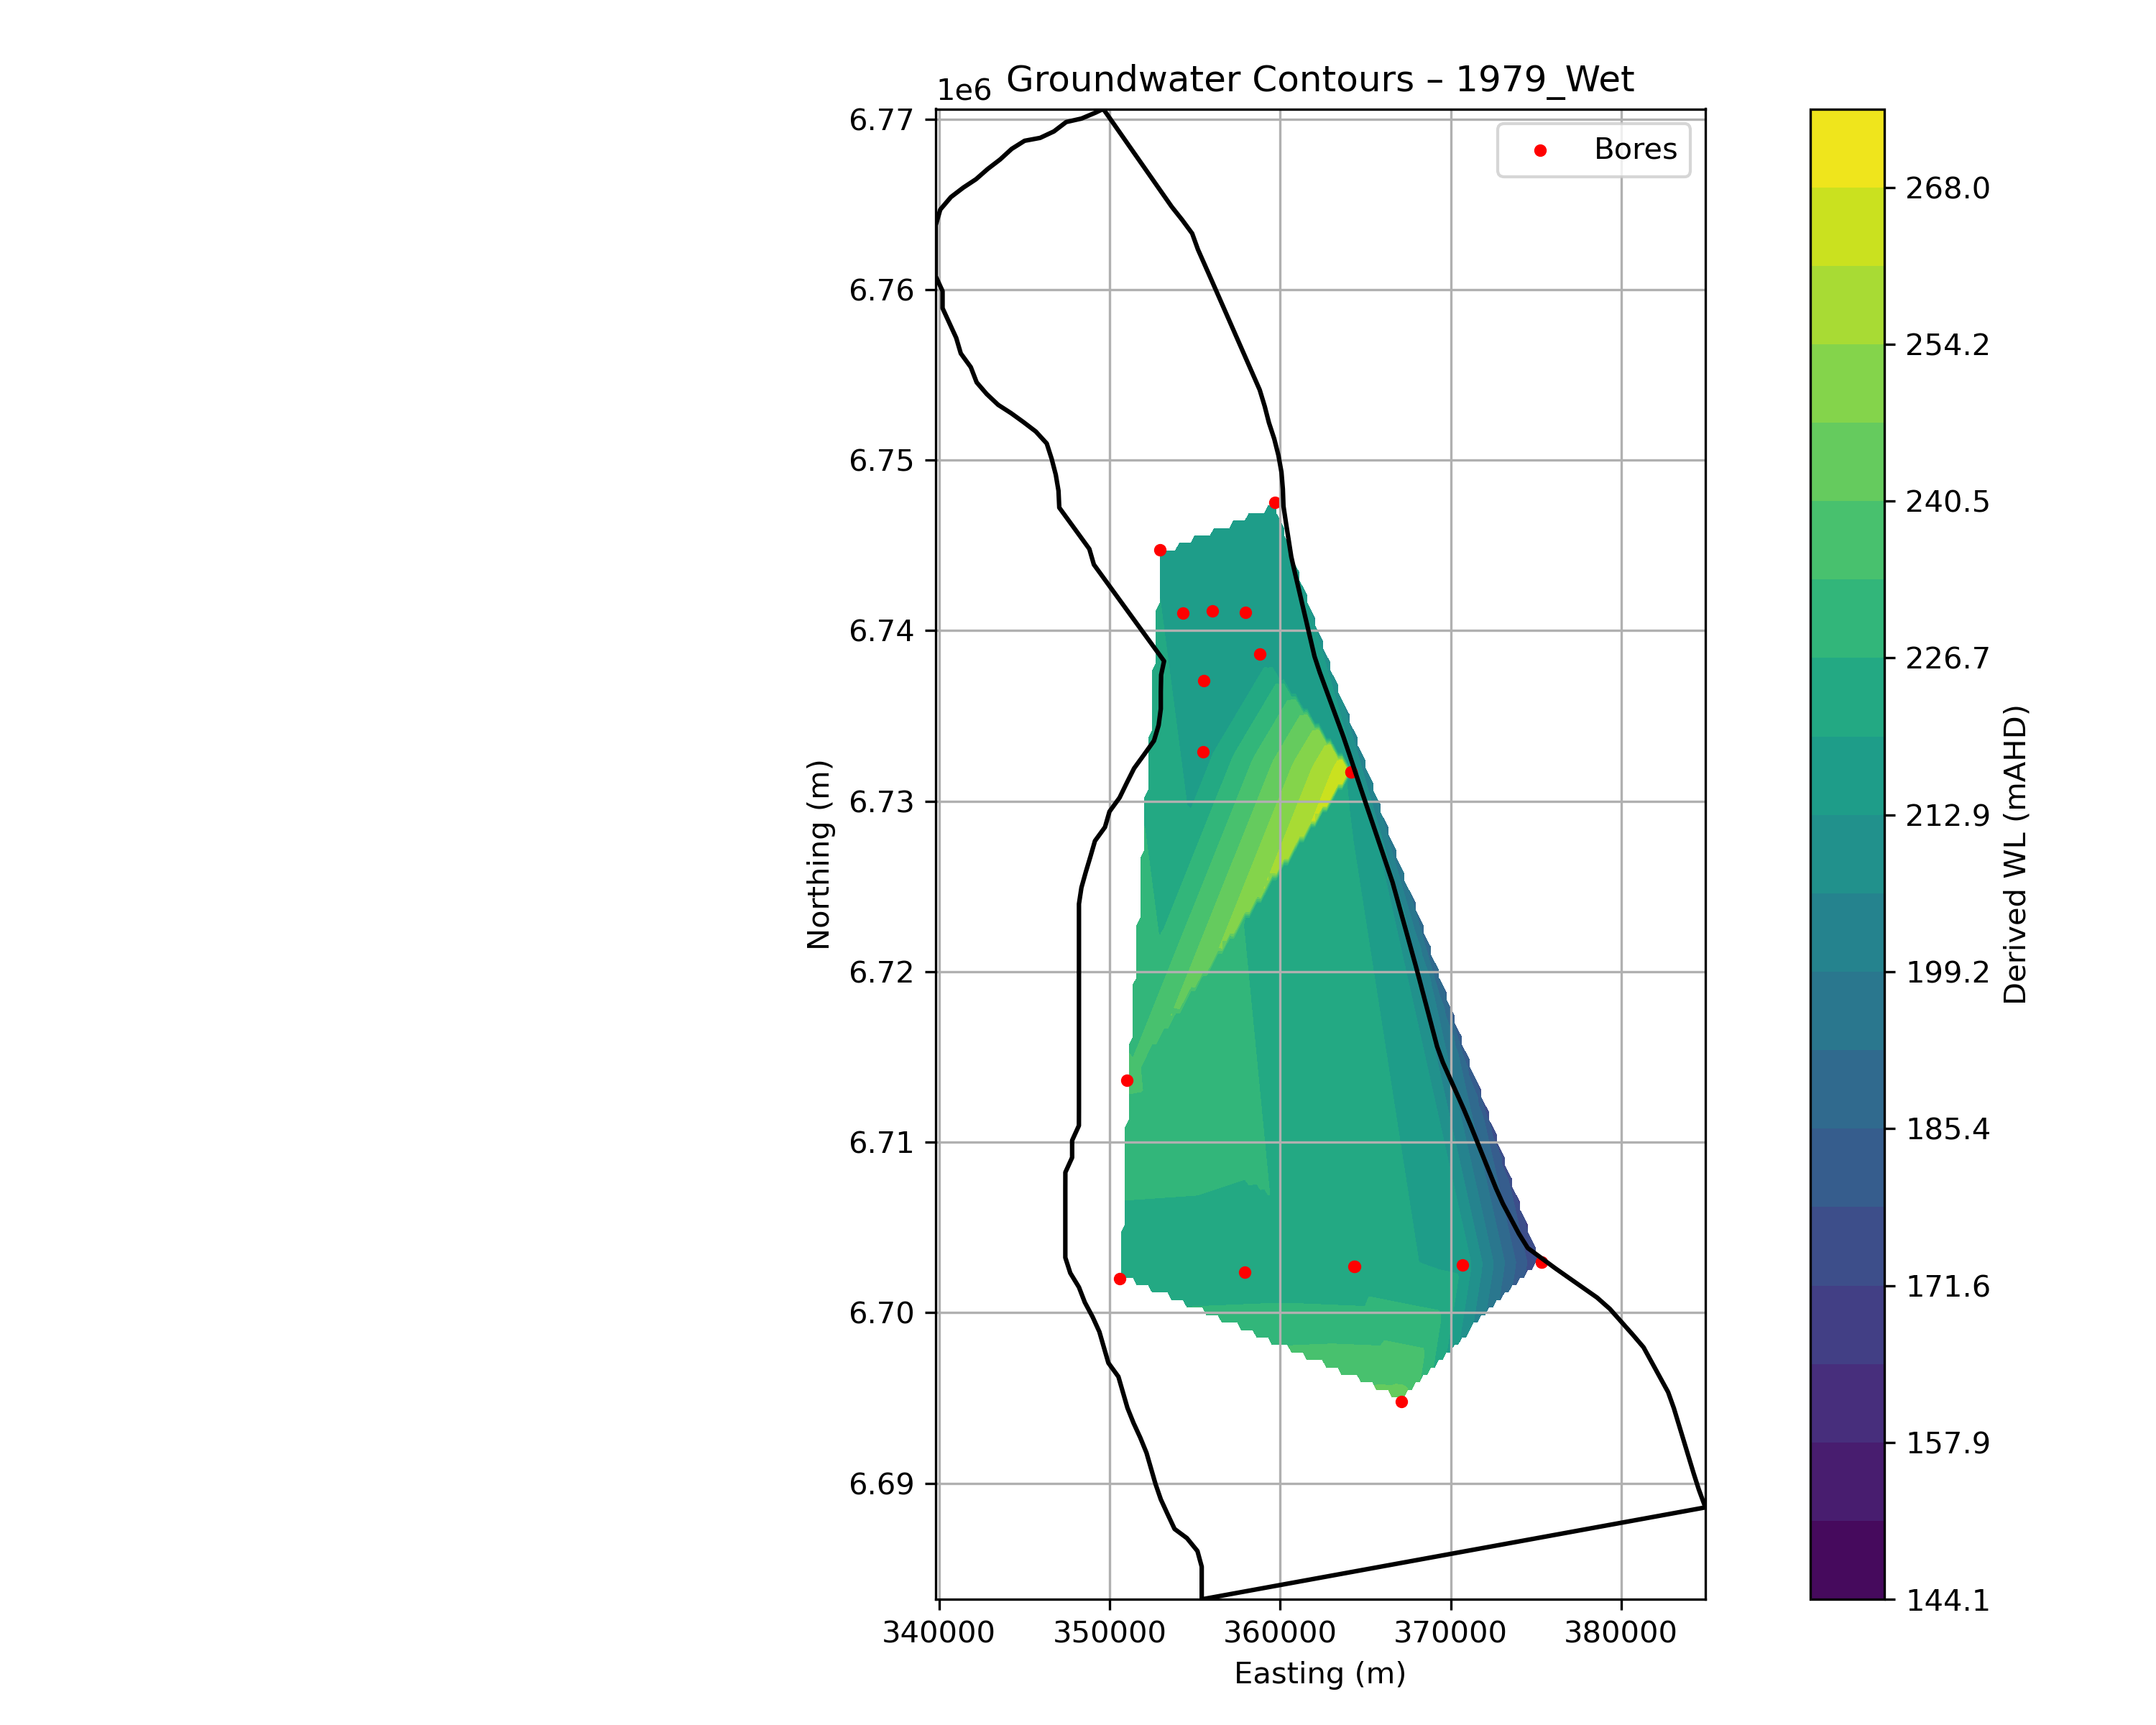 Groundwater Contours – 1979_Wet
1e6
Bores
6.77
6.76
6.75
6.74
6.73
6.72
6.71
6.70
6.69
Northing (m)
340000 350000 360000 370000 380000
Easting (m)
268.0
254.2
240.5
226.7
212.9
199.2
185.4
171.6
157.9
144.1
Derived WL (mAHD)